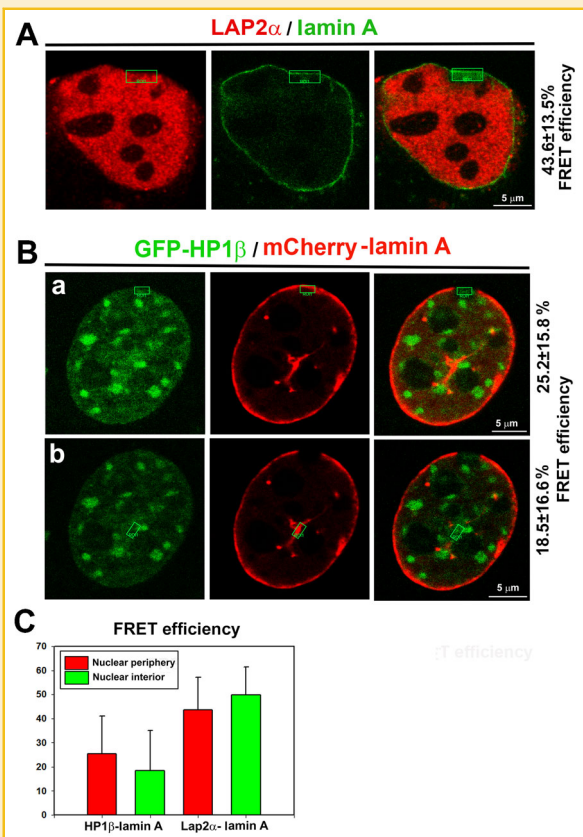 A
LAP2α / lamin A
43.6±13.5%
FRET efficiency
5 μm
B
GFP-HP1β / mCherry-lamin A
a
25.2±15.8 %
5 μm
b
18.5±16.6 %
FRET efficiency
5 μm
C
FRET efficiency
T efficiency
70
60
50
40
30
20
10
0
Nuclear periphery
Nuclear interior
HP1β-lamin A
Lap2α- lamin A